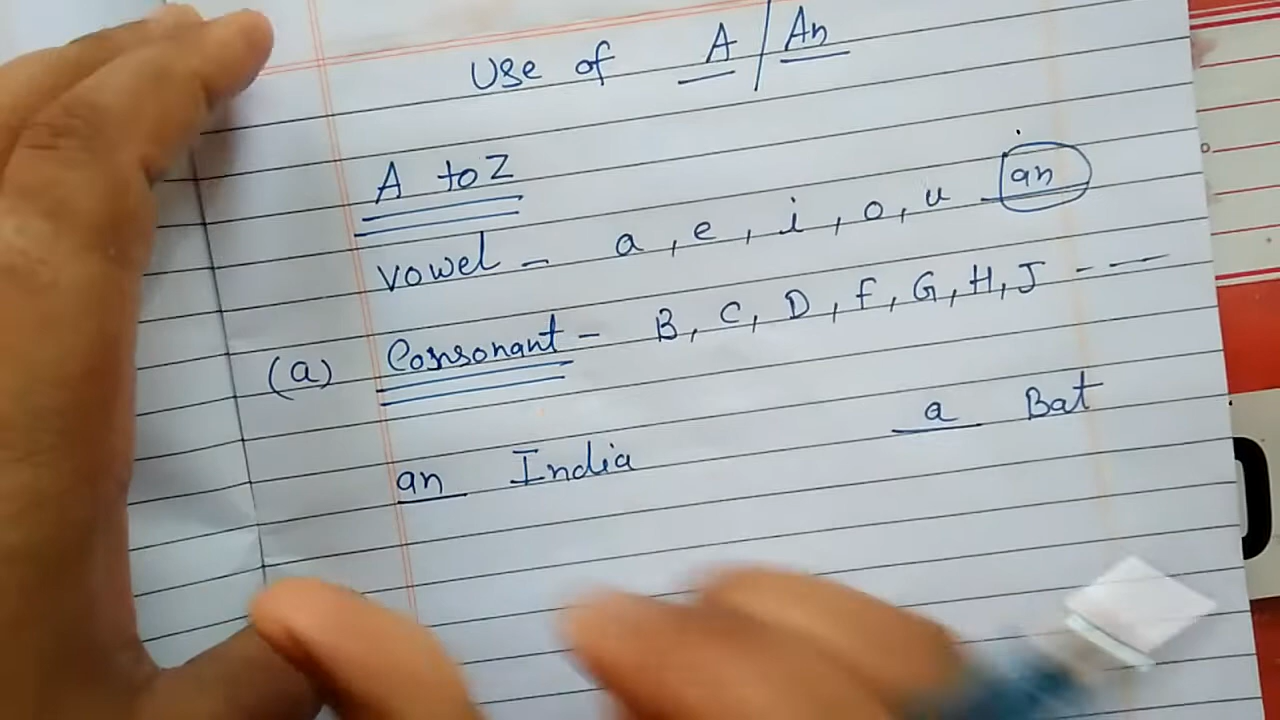 Use of A/An
A to Z
vowel - a, e, i, o, u an
(a) Consonant - B, C, D, F, G, H, J ---
an India a Bat